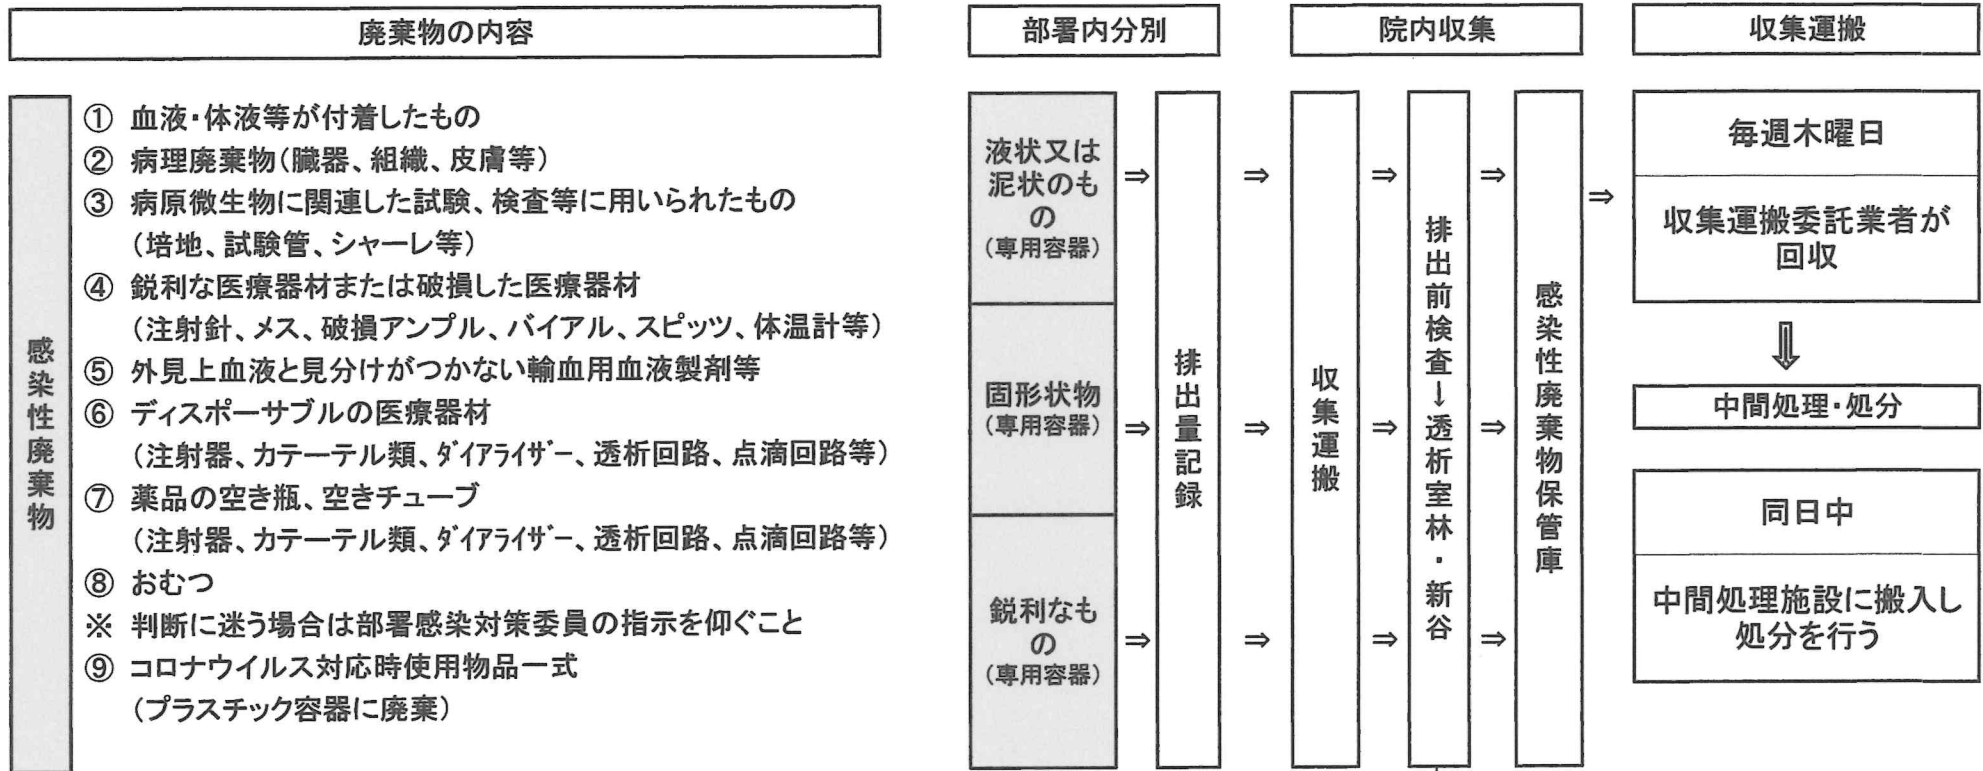 廃棄物の内容
部署内分別
院内収集
収集運搬
感染性廃棄物
① 血液・体液等が付着したもの
② 病理廃棄物(臓器、組織、皮膚等)
③ 病原微生物に関連した試験、検査等に用いられたもの
(培地、試験管、シャーレ等)
④ 鋭利な医療器材または破損した医療器材
(注射針、メス、破損アンプル、バイアル、スピッツ、体温計等)
⑤ 外見上血液と見分けがつかない輸血用血液製剤等
⑥ ディスポーサブルの医療器材
(注射器、カテーテル類、ダイアライザー、透析回路、点滴回路等)
⑦ 薬品の空き瓶、空きチューブ
(注射器、カテーテル類、ダイアライザー、透析回路、点滴回路等)
⑧ おむつ
※ 判断に迷う場合は部署感染対策委員の指示を仰ぐこと
⑨ コロナウイルス対応時使用物品一式
(プラスチック容器に廃棄)
液状又は
泥状のも
の
(専用容器)
固形状物
(専用容器)
鋭利なも
の
(専用容器)
⇒
⇒
⇒
排出量記録
⇒
⇒
⇒
収集運搬
⇒
⇒
⇒
排出前検査↓透析室林・新谷
⇒
⇒
⇒
感染性廃棄物保管庫
⇒
毎週木曜日
収集運搬委託業者が
回収
⇓
中間処理・処分
同日中
中間処理施設に搬入し
処分を行う